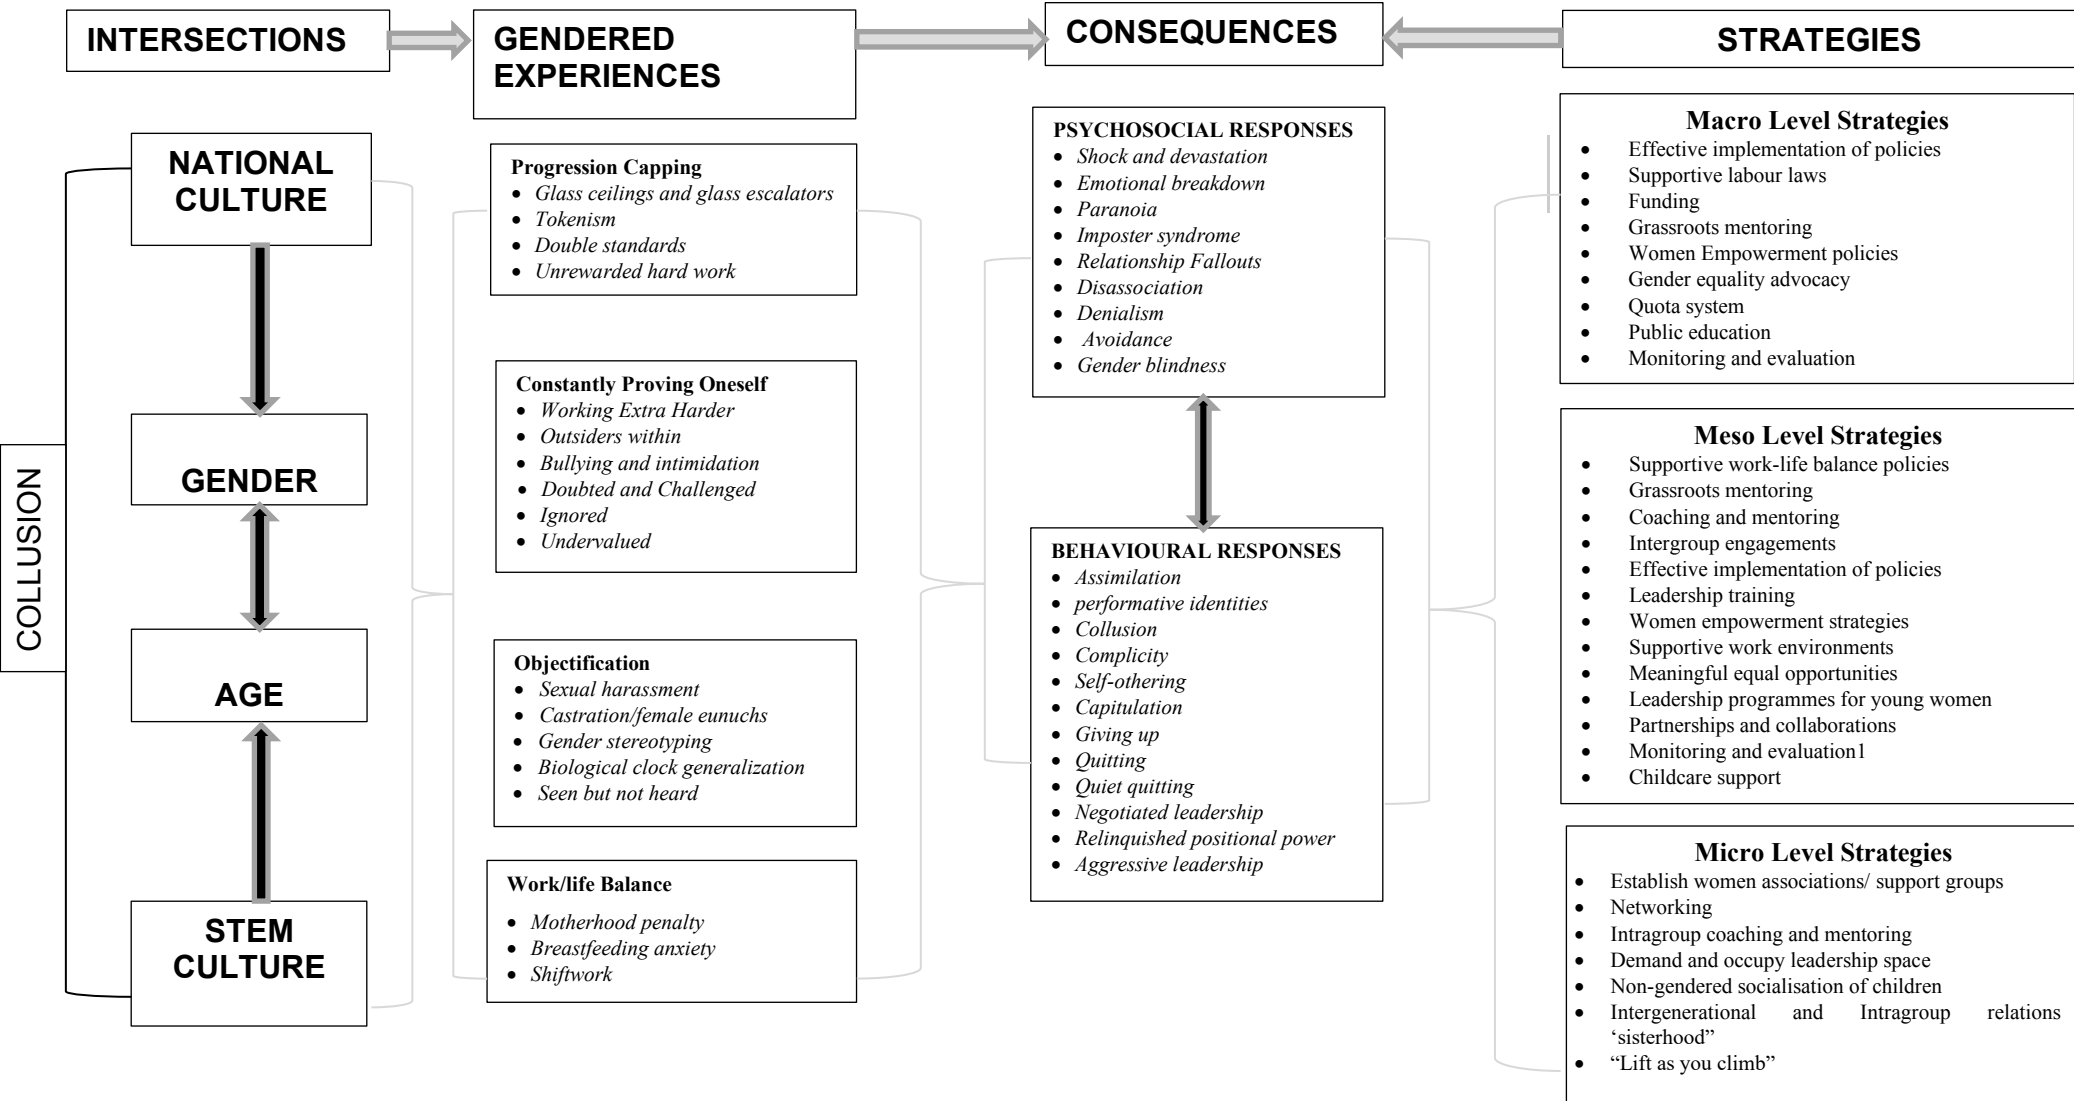 INTERSECTIONS
GENDERED
EXPERIENCES
CONSEQUENCES
STRATEGIES
COLLUSION
NATIONAL
CULTURE
GENDER
AGE
STEM
CULTURE
Progression Capping
• Glass ceilings and glass escalators
• Tokenism
• Double standards
• Unrewarded hard work
Constantly Proving Oneself
• Working Extra Harder
• Outsiders within
• Bullying and intimidation
• Doubted and Challenged
• Ignored
• Undervalued
Objectification
• Sexual harassment
• Castration/female eunuchs
• Gender stereotyping
• Biological clock generalization
• Seen but not heard
Work/life Balance
• Motherhood penalty
• Breastfeeding anxiety
• Shiftwork
PSYCHOSOCIAL RESPONSES
• Shock and devastation
• Emotional breakdown
• Paranoia
• Imposter syndrome
• Relationship Fallouts
• Disassociation
• Denialism
• Avoidance
• Gender blindness
BEHAVIOURAL RESPONSES
• Assimilation
• performative identities
• Collusion
• Complicity
• Self-othering
• Capitulation
• Giving up
• Quitting
• Quiet quitting
• Negotiated leadership
• Relinquished positional power
• Aggressive leadership
Macro Level Strategies
• Effective implementation of policies
• Supportive labour laws
• Funding
• Grassroots mentoring
• Women Empowerment policies
• Gender equality advocacy
• Quota system
• Public education
• Monitoring and evaluation
Meso Level Strategies
• Supportive work-life balance policies
• Grassroots mentoring
• Coaching and mentoring
• Intergroup engagements
• Effective implementation of policies
• Leadership training
• Women empowerment strategies
• Supportive work environments
• Meaningful equal opportunities
• Leadership programmes for young women
• Partnerships and collaborations
• Monitoring and evaluation1
• Childcare support
Micro Level Strategies
• Establish women associations/ support groups
• Networking
• Intragroup coaching and mentoring
• Demand and occupy leadership space
• Non-gendered socialisation of children
• Intergenerational and Intragroup relations
‘sisterhood”
• “Lift as you climb”